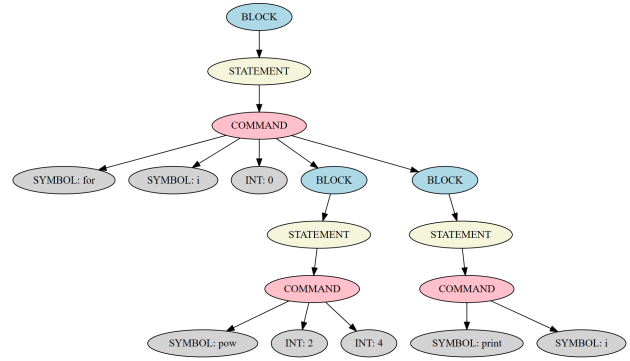 BLOCK
STATEMENT
COMMAND
SYMBOL: for
SYMBOL: i
INT: 0
BLOCK
BLOCK
STATEMENT
STATEMENT
COMMAND
COMMAND
SYMBOL: pow
INT: 2
INT: 4
SYMBOL: print
SYMBOL: i